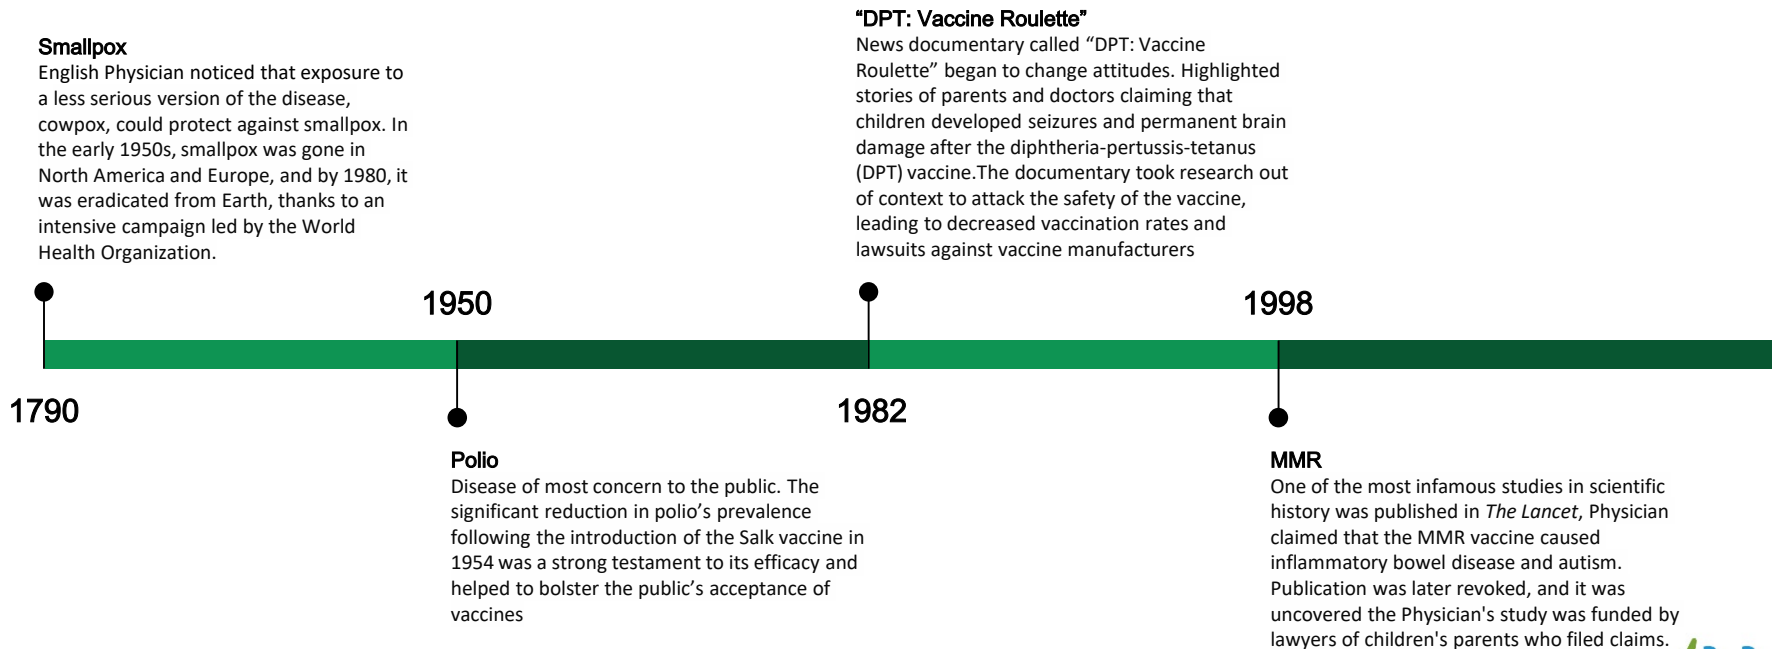 Smallpox
English Physician noticed that exposure to
a less serious version of the disease,
cowpox, could protect against smallpox. In
the early 1950s, smallpox was gone in
North America and Europe, and by 1980, it
was eradicated from Earth, thanks to an
intensive campaign led by the World
Health Organization.
“DPT: Vaccine Roulette”
News documentary called “DPT: Vaccine
Roulette” began to change attitudes. Highlighted
stories of parents and doctors claiming that
children developed seizures and permanent brain
damage after the diphtheria-pertussis-tetanus
(DPT) vaccine.The documentary took research out
of context to attack the safety of the vaccine,
leading to decreased vaccination rates and
lawsuits against vaccine manufacturers
1950
1998
1790
1982
Polio
Disease of most concern to the public. The
significant reduction in polio’s prevalence
following the introduction of the Salk vaccine in
1954 was a strong testament to its efficacy and
helped to bolster the public’s acceptance of
vaccines
MMR
One of the most infamous studies in scientific
history was published in The Lancet, Physician
claimed that the MMR vaccine caused
inflammatory bowel disease and autism.
Publication was later revoked, and it was
uncovered the Physician's study was funded by
lawyers of children's parents who filed claims.